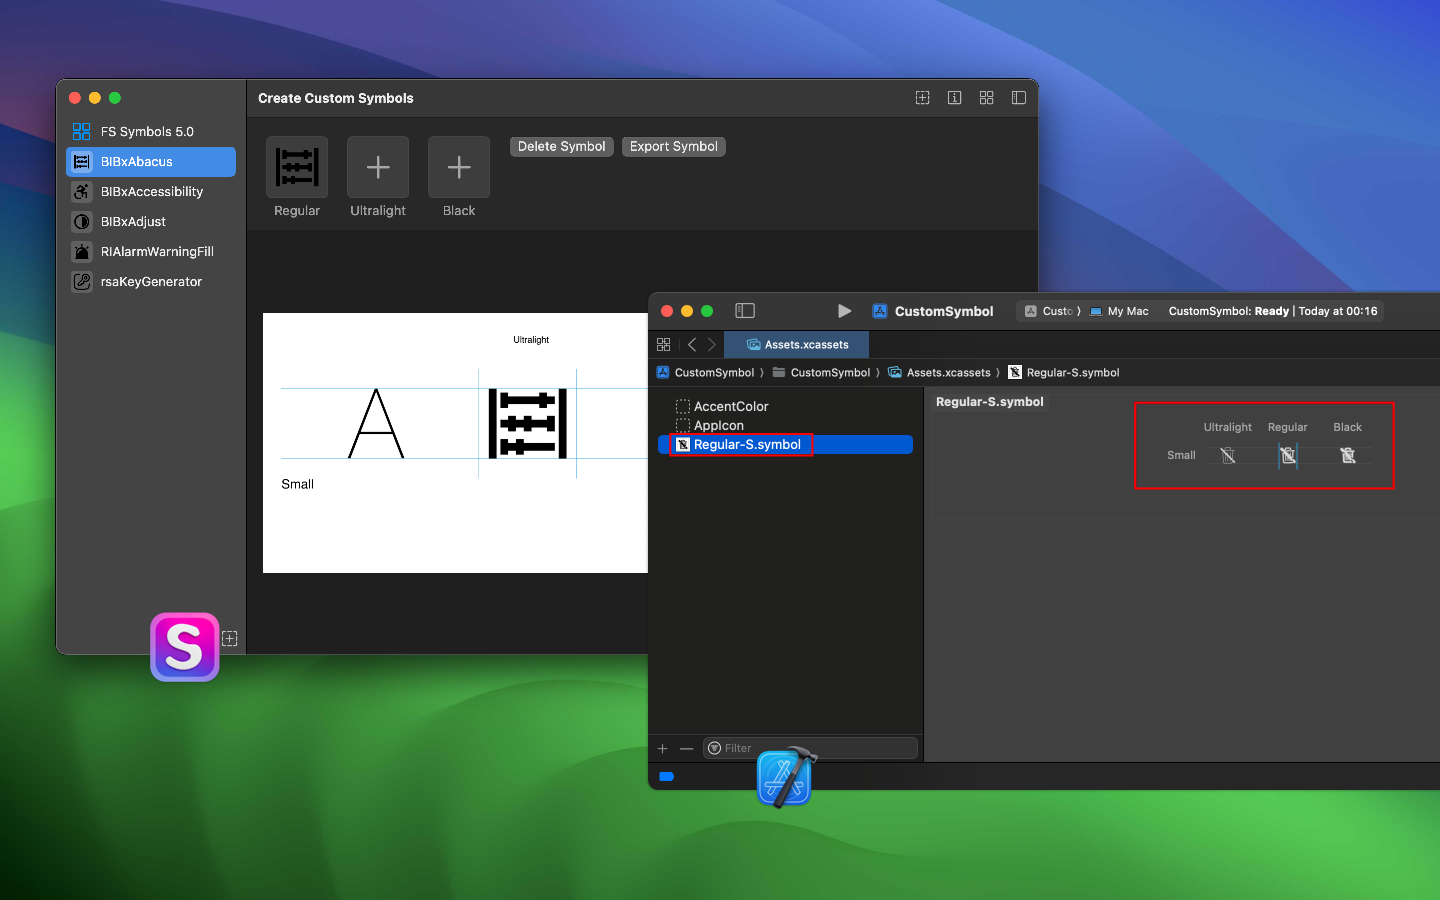 Create Custom Symbols
FS Symbols 5.0
BIBxAbacus
BIBxAccessibility
BIBxAdjust
RIAlarmWarningFill
rsaKeyGenerator
Delete Symbol
Export Symbol
Regular
Ultralight
Black
Ultralight
A
Small
S
CustomSymbol
Custo
My Mac
CustomSymbol: Ready | Today at 00:16
Assets.xcassets
CustomSymbol
CustomSymbol
Assets.xcassets
Regular-S.symbol
AccentColor
AppIcon
Regular-S.symbol
Regular-S.symbol
Ultralight
Regular
Black
Small
Filter